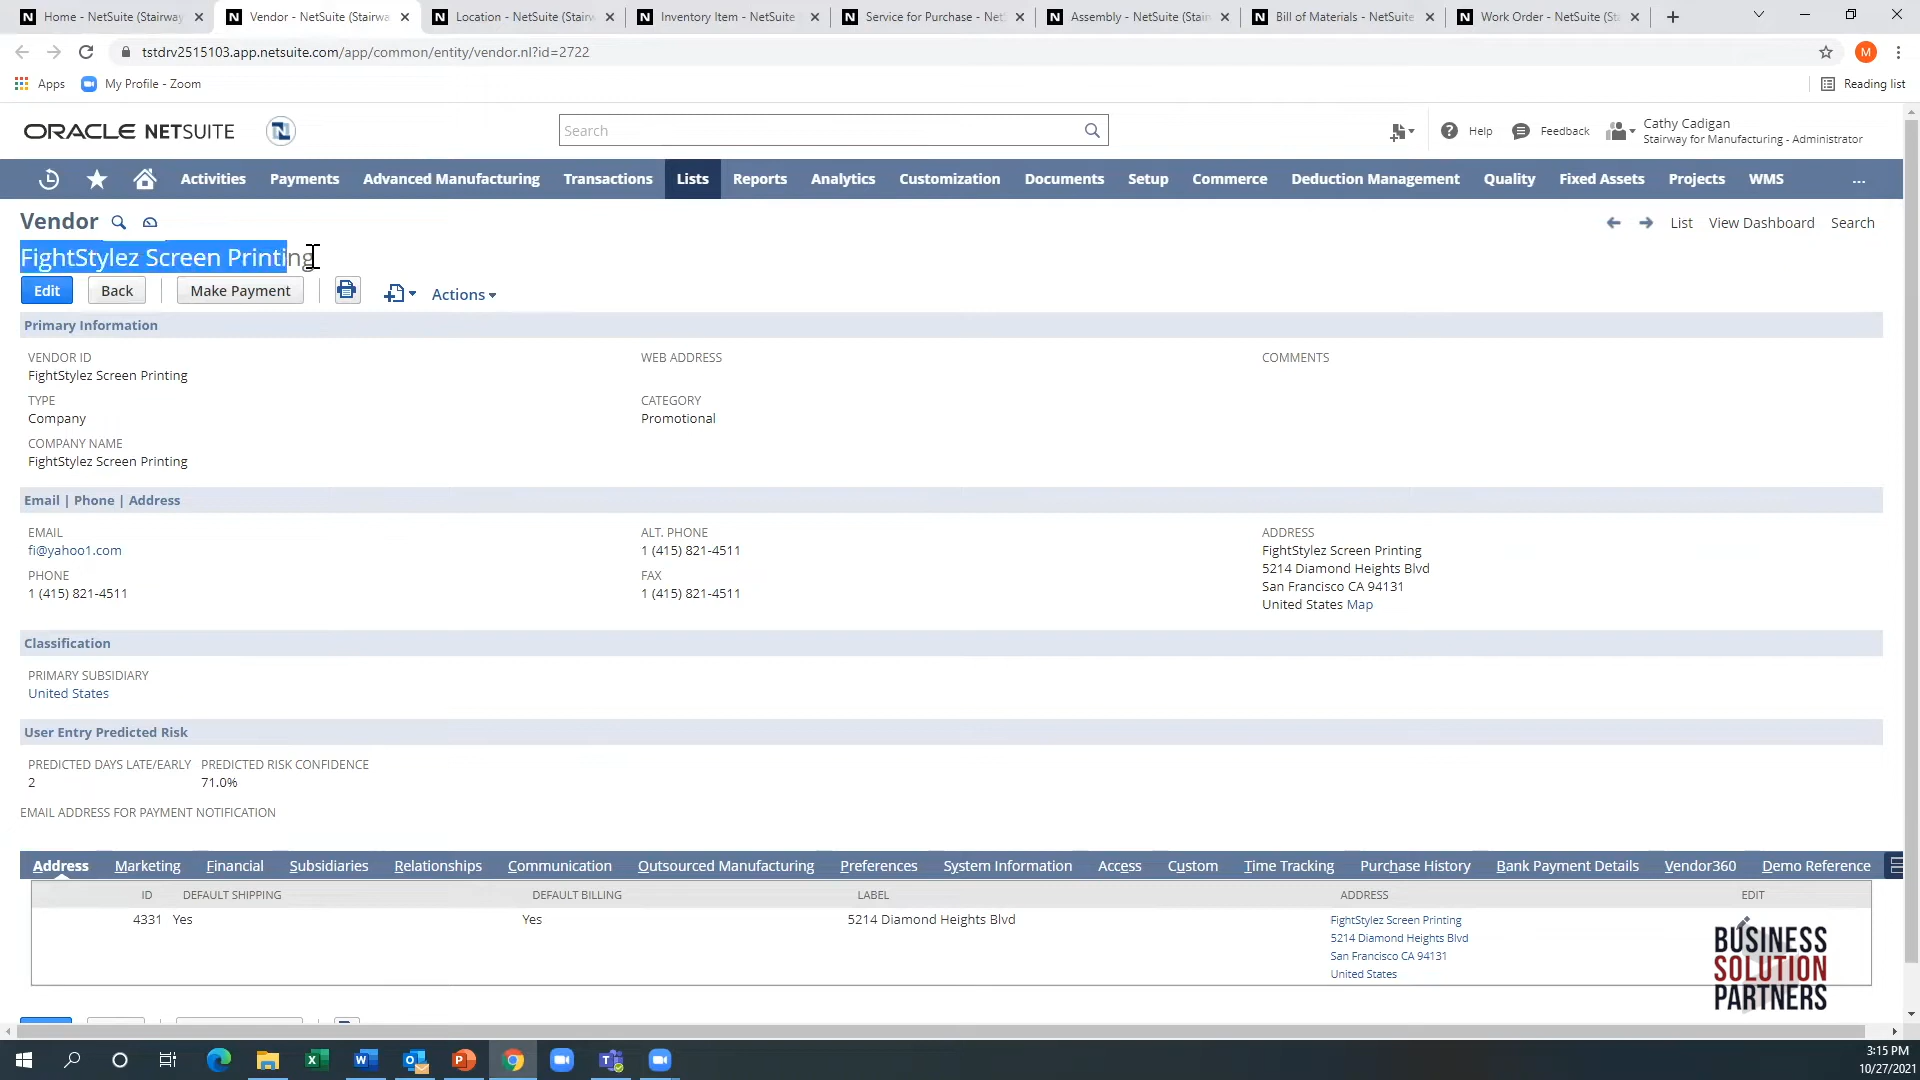 Home - NetSuite (Stairway
Vendor - NetSuite (Stairwa
Location - NetSuite (Stairw
Inventory Item - NetSuite
Service for Purchase - Net
Assembly - NetSuite (Stair
Bill of Materials - NetSuite
Work Order - NetSuite (Sta
tstdrv2515103.app.netsuite.com/app/common/entity/vendor.nl?id=2722
M
Apps
My Profile - Zoom
Reading list
ORACLE NETSUITE
Search
Help
Feedback
Cathy Cadigan
Stairway for Manufacturing - Administrator
Activities
Payments
Advanced Manufacturing
Transactions
Lists
Reports
Analytics
Customization
Documents
Setup
Commerce
Deduction Management
Quality
Fixed Assets
Projects
WMS
...
Vendor
List
View Dashboard
Search
FightStylez Screen Printing
Edit
Back
Make Payment
Actions
Primary Information
VENDOR ID
FightStylez Screen Printing
TYPE
Company
COMPANY NAME
FightStylez Screen Printing
WEB ADDRESS
CATEGORY
Promotional
COMMENTS
Email | Phone | Address
EMAIL
fi@yahoo1.com
PHONE
1 (415) 821-4511
ALT. PHONE
1 (415) 821-4511
FAX
1 (415) 821-4511
ADDRESS
FightStylez Screen Printing
5214 Diamond Heights Blvd
San Francisco CA 94131
United States Map
Classification
PRIMARY SUBSIDIARY
United States
User Entry Predicted Risk
PREDICTED DAYS LATE/EARLY
2
PREDICTED RISK CONFIDENCE
71.0%
EMAIL ADDRESS FOR PAYMENT NOTIFICATION
Address
Marketing
Financial
Subsidiaries
Relationships
Communication
Outsourced Manufacturing
Preferences
System Information
Access
Custom
Time Tracking
Purchase History
Bank Payment Details
Vendor360
Demo Reference
ID
DEFAULT SHIPPING
DEFAULT BILLING
LABEL
ADDRESS
EDIT
4331
Yes
Yes
5214 Diamond Heights Blvd
FightStylez Screen Printing
5214 Diamond Heights Blvd
San Francisco CA 94131
United States
BUSINESS
SOLUTION
PARTNERS
3:15 PM
10/27/2021